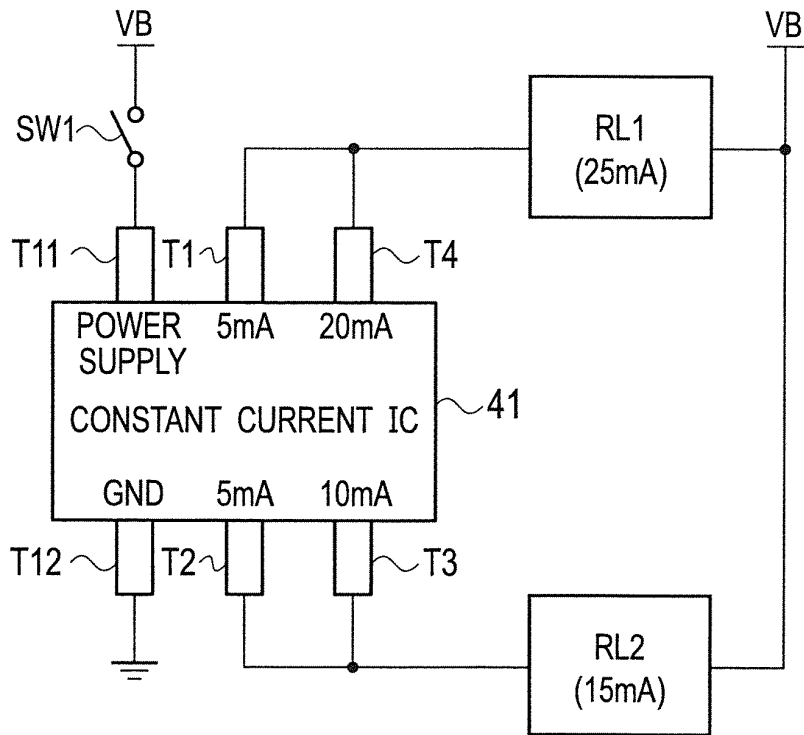 VB
VB
SW1
RL1
(25mA)
T11
T1
T4
POWER
SUPPLY
5mA
20mA
CONSTANT CURRENT IC
41
GND
5mA
10mA
T12
T2
T3
RL2
(15mA)